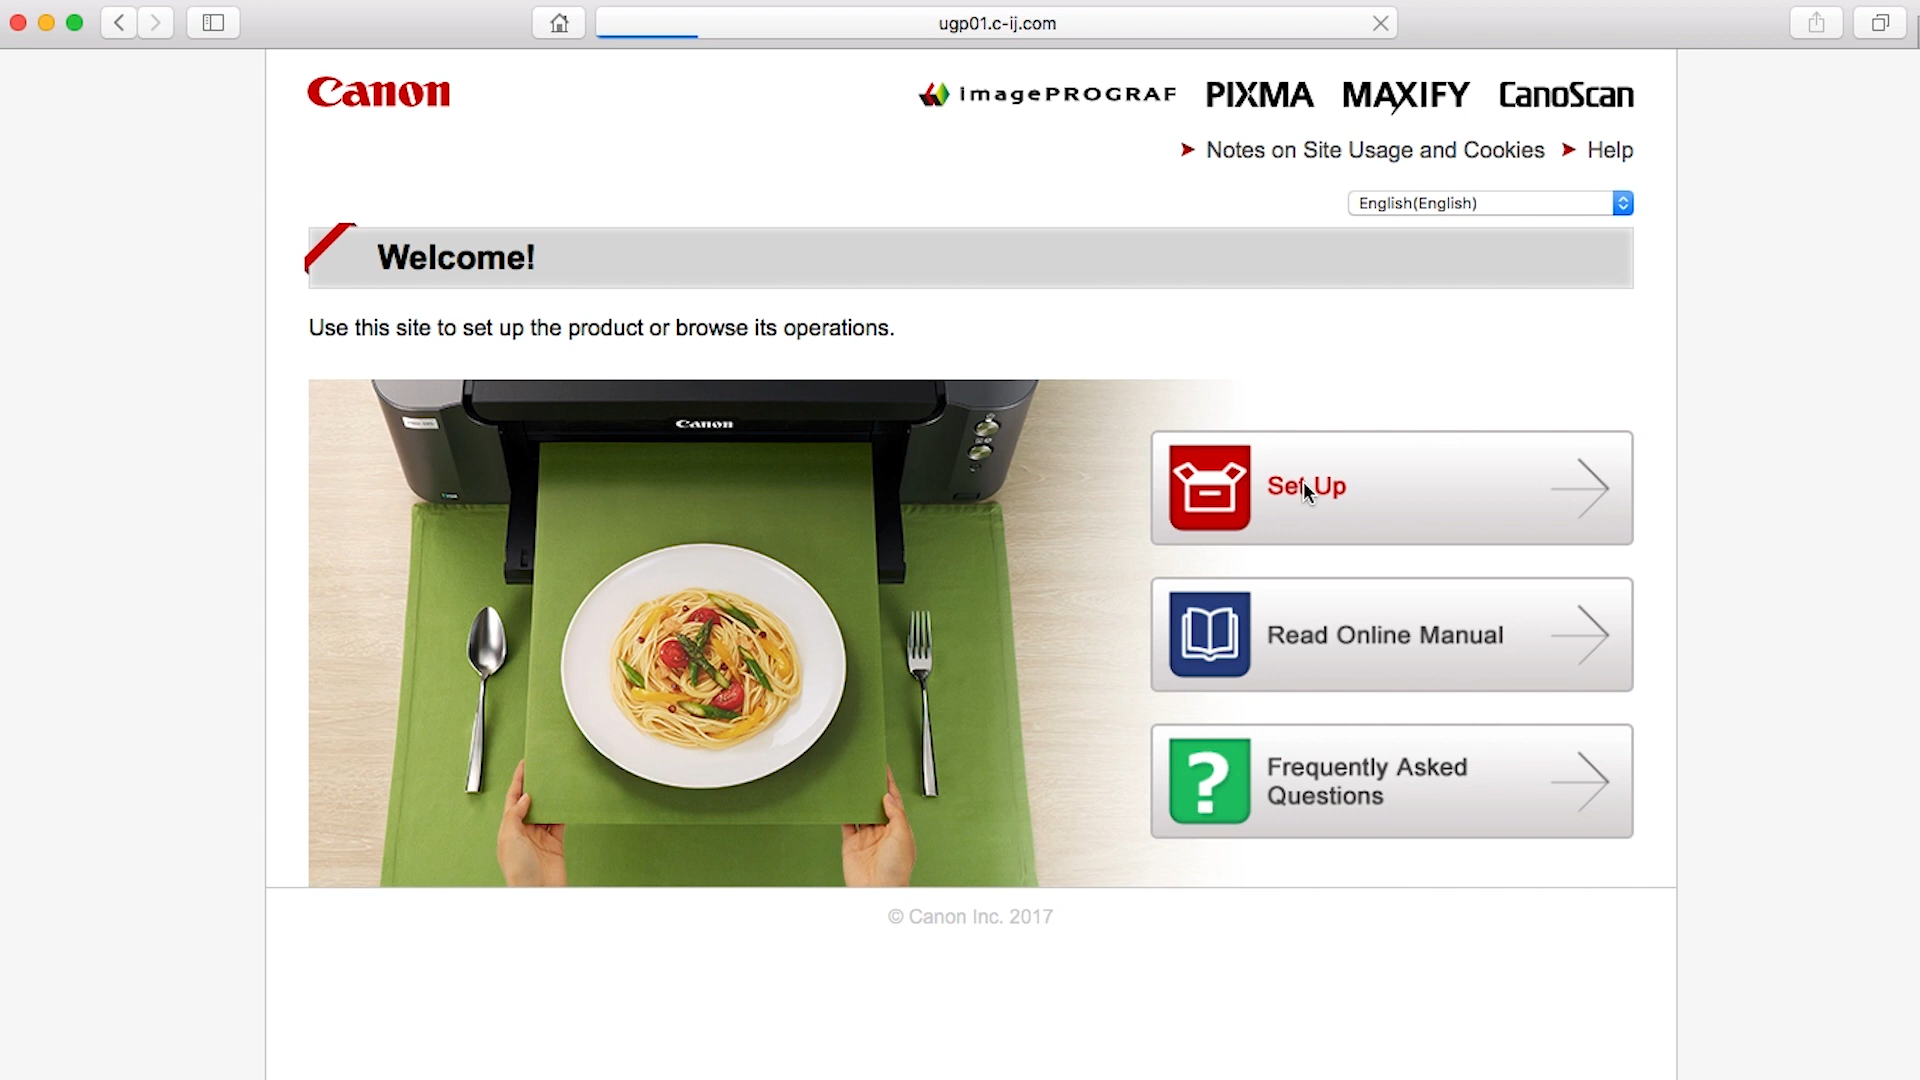 ugp01.c-ij.com
Canon
imagePROGRAF PIXMA MAXIFY CanoScan
Notes on Site Usage and Cookies Help
English(English)
Welcome!
Use this site to set up the product or browse its operations.
Canon
Set Up
Read Online Manual
Frequently Asked
Questions
© Canon Inc. 2017